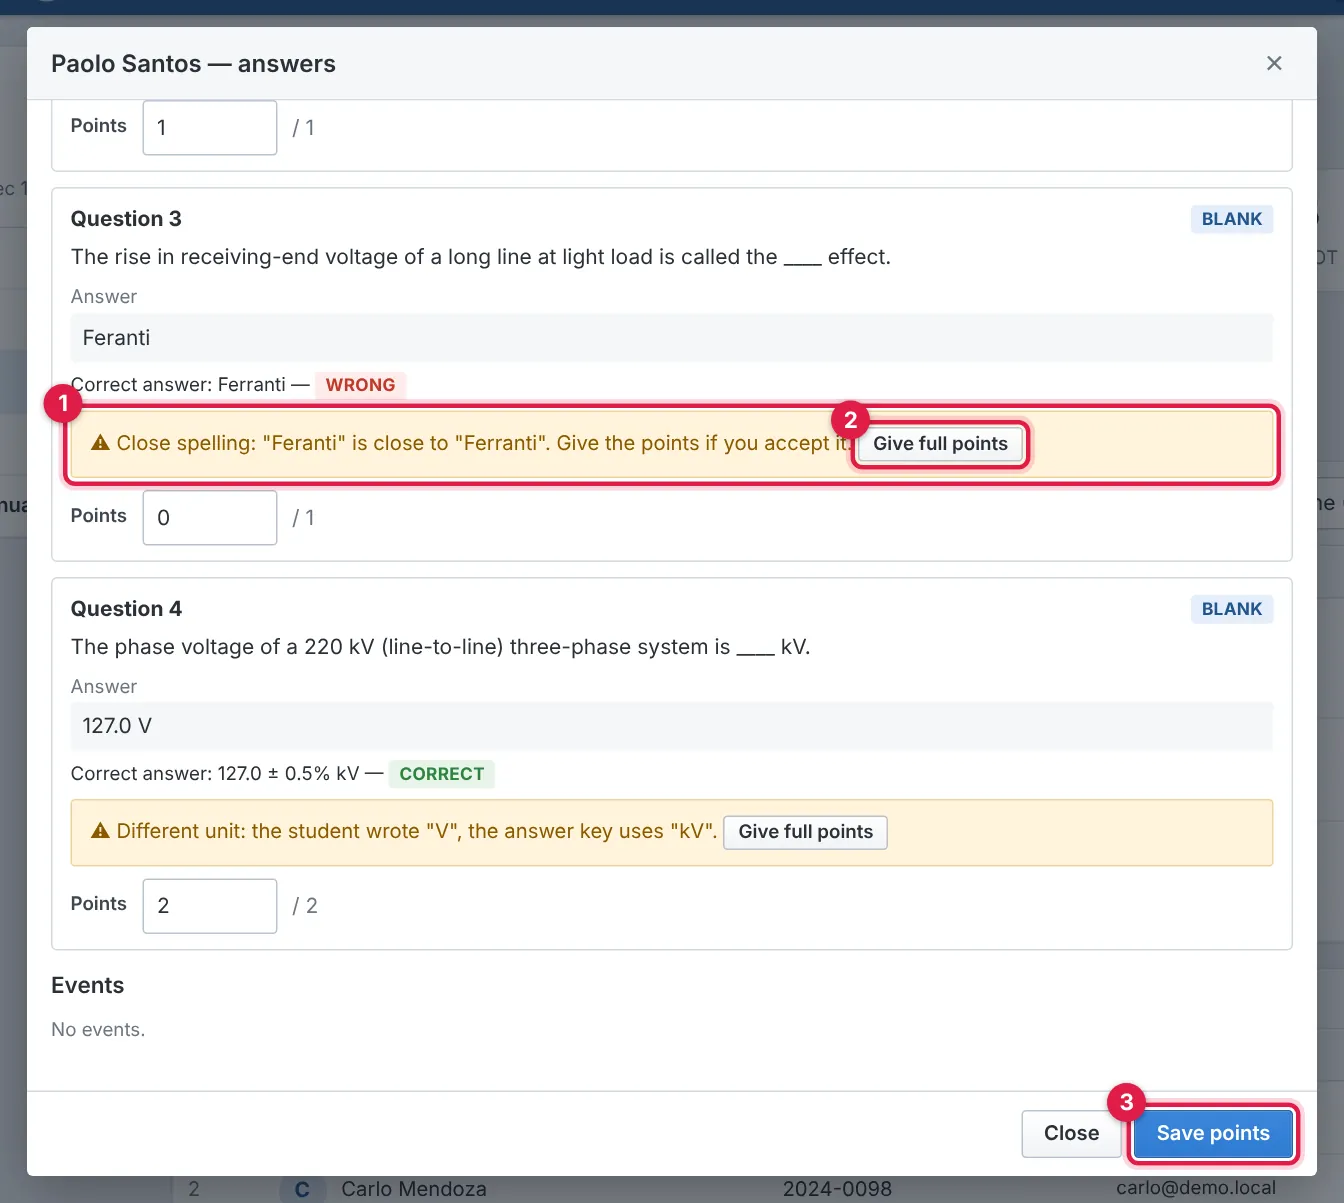 Paolo Santos — answers
Points 1 / 1
Question 3 BLANK
The rise in receiving-end voltage of a long line at light load is called the ____ effect.
Answer
Feranti
Correct answer: Ferranti — WRONG
1
2
Close spelling: "Feranti" is close to "Ferranti". Give the points if you accept it. Give full points
Points 0 / 1
Question 4 BLANK
The phase voltage of a 220 kV (line-to-line) three-phase system is ____ kV.
Answer
127.0 V
Correct answer: 127.0 ± 0.5% kV — CORRECT
Different unit: the student wrote "V", the answer key uses "kV". Give full points
Points 2 / 2
Events
No events.
3
Close Save points
2 C Carlo Mendoza 2024-0098 carlo@demo.local